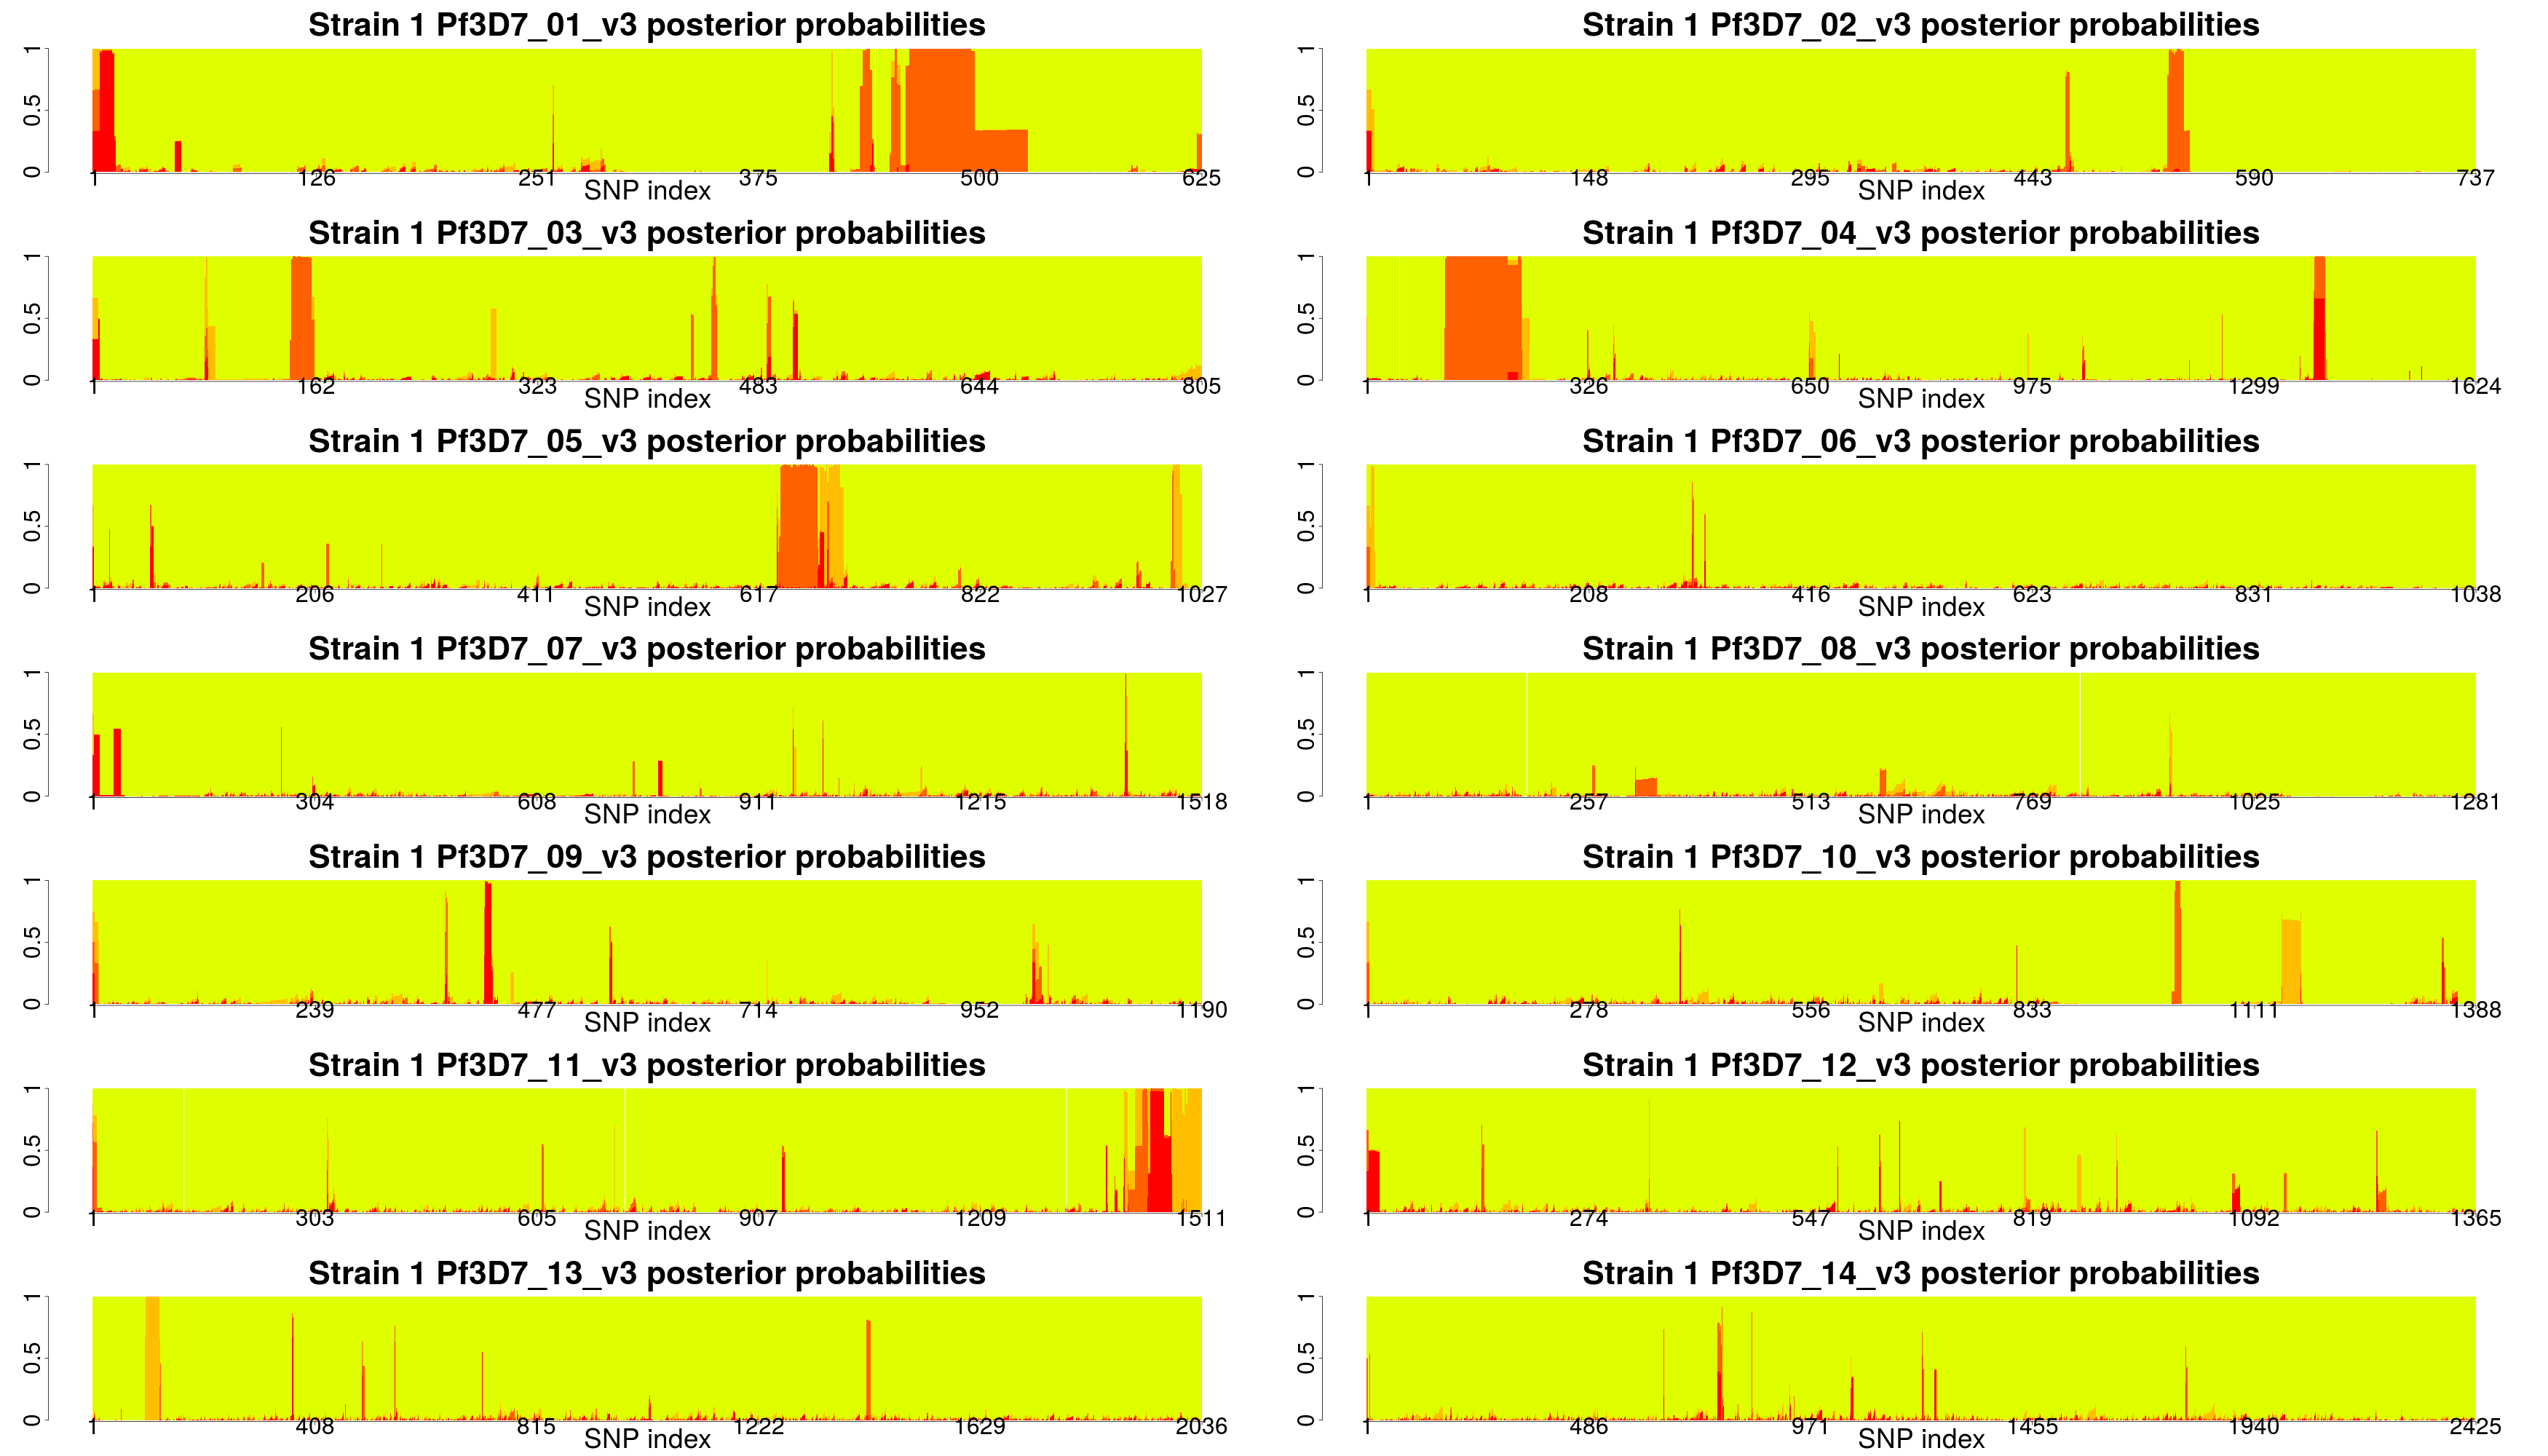 Strain 1 Pf3D7_01_v3 posterior probabilities
0 0.5 1
1 126 251 375 500 625
SNP index
Strain 1 Pf3D7_02_v3 posterior probabilities
0 0.5 1
1 148 295 443 590 737
SNP index
Strain 1 Pf3D7_03_v3 posterior probabilities
0 0.5 1
1 162 323 483 644 805
SNP index
Strain 1 Pf3D7_04_v3 posterior probabilities
0 0.5 1
1 326 650 975 1299 1624
SNP index
Strain 1 Pf3D7_05_v3 posterior probabilities
0 0.5 1
1 206 411 617 822 1027
SNP index
Strain 1 Pf3D7_06_v3 posterior probabilities
0 0.5 1
1 208 416 623 831 1038
SNP index
Strain 1 Pf3D7_07_v3 posterior probabilities
0 0.5 1
1 304 608 911 1215 1518
SNP index
Strain 1 Pf3D7_08_v3 posterior probabilities
0 0.5 1
1 257 513 769 1025 1281
SNP index
Strain 1 Pf3D7_09_v3 posterior probabilities
0 0.5 1
1 239 477 714 952 1190
SNP index
Strain 1 Pf3D7_10_v3 posterior probabilities
0 0.5 1
1 278 556 833 1111 1388
SNP index
Strain 1 Pf3D7_11_v3 posterior probabilities
0 0.5 1
1 303 605 907 1209 1511
SNP index
Strain 1 Pf3D7_12_v3 posterior probabilities
0 0.5 1
1 274 547 819 1092 1365
SNP index
Strain 1 Pf3D7_13_v3 posterior probabilities
0 0.5 1
1 408 815 1222 1629 2036
SNP index
Strain 1 Pf3D7_14_v3 posterior probabilities
0 0.5 1
1 486 971 1455 1940 2425
SNP index